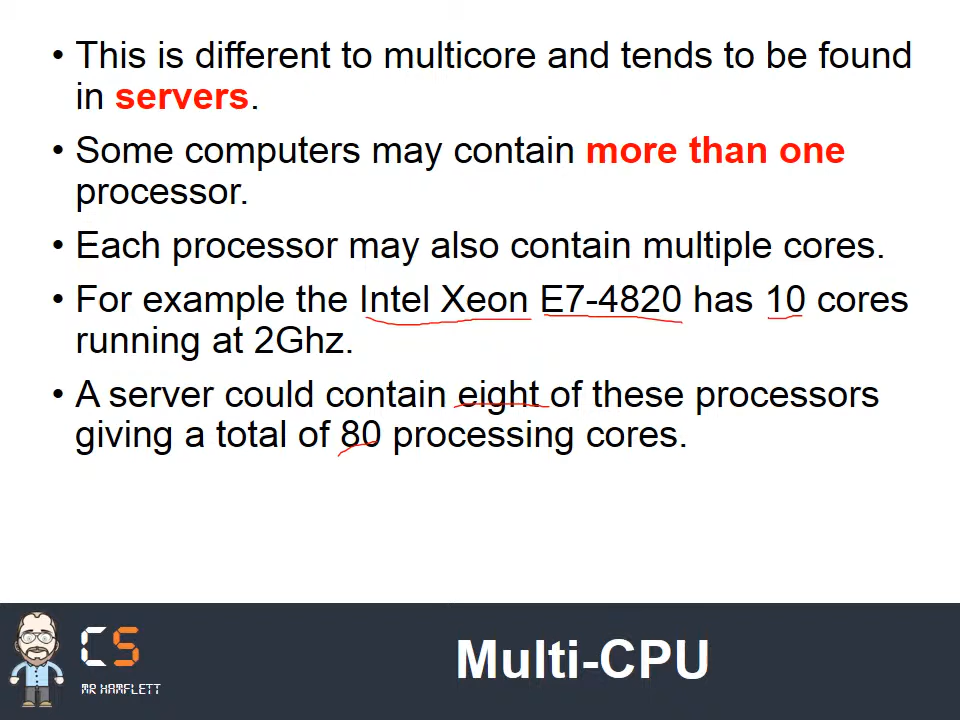 • This is different to multicore and tends to be found
in servers.
• Some computers may contain more than one
processor.
• Each processor may also contain multiple cores.
• For example the Intel Xeon E7-4820 has 10 cores
running at 2Ghz.
• A server could contain eight of these processors
giving a total of 80 processing cores.
CS
MR HAMFLETT
Multi-CPU